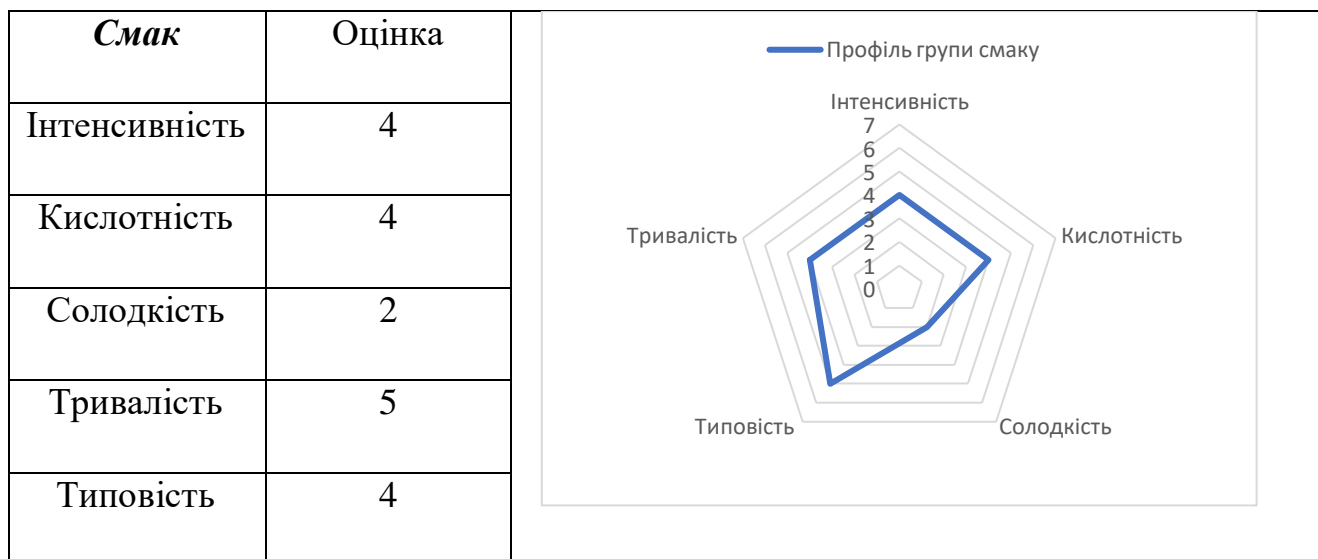 Смак Оцінка
Інтенсивність 4
Кислотність 4
Солодкість 2
Тривалість 5
Типовість 4
Профіль групи смаку
Інтенсивність
7
6
5
4
3
2
1
0
Тривалість
Кислотність
Типовість
Солодкість